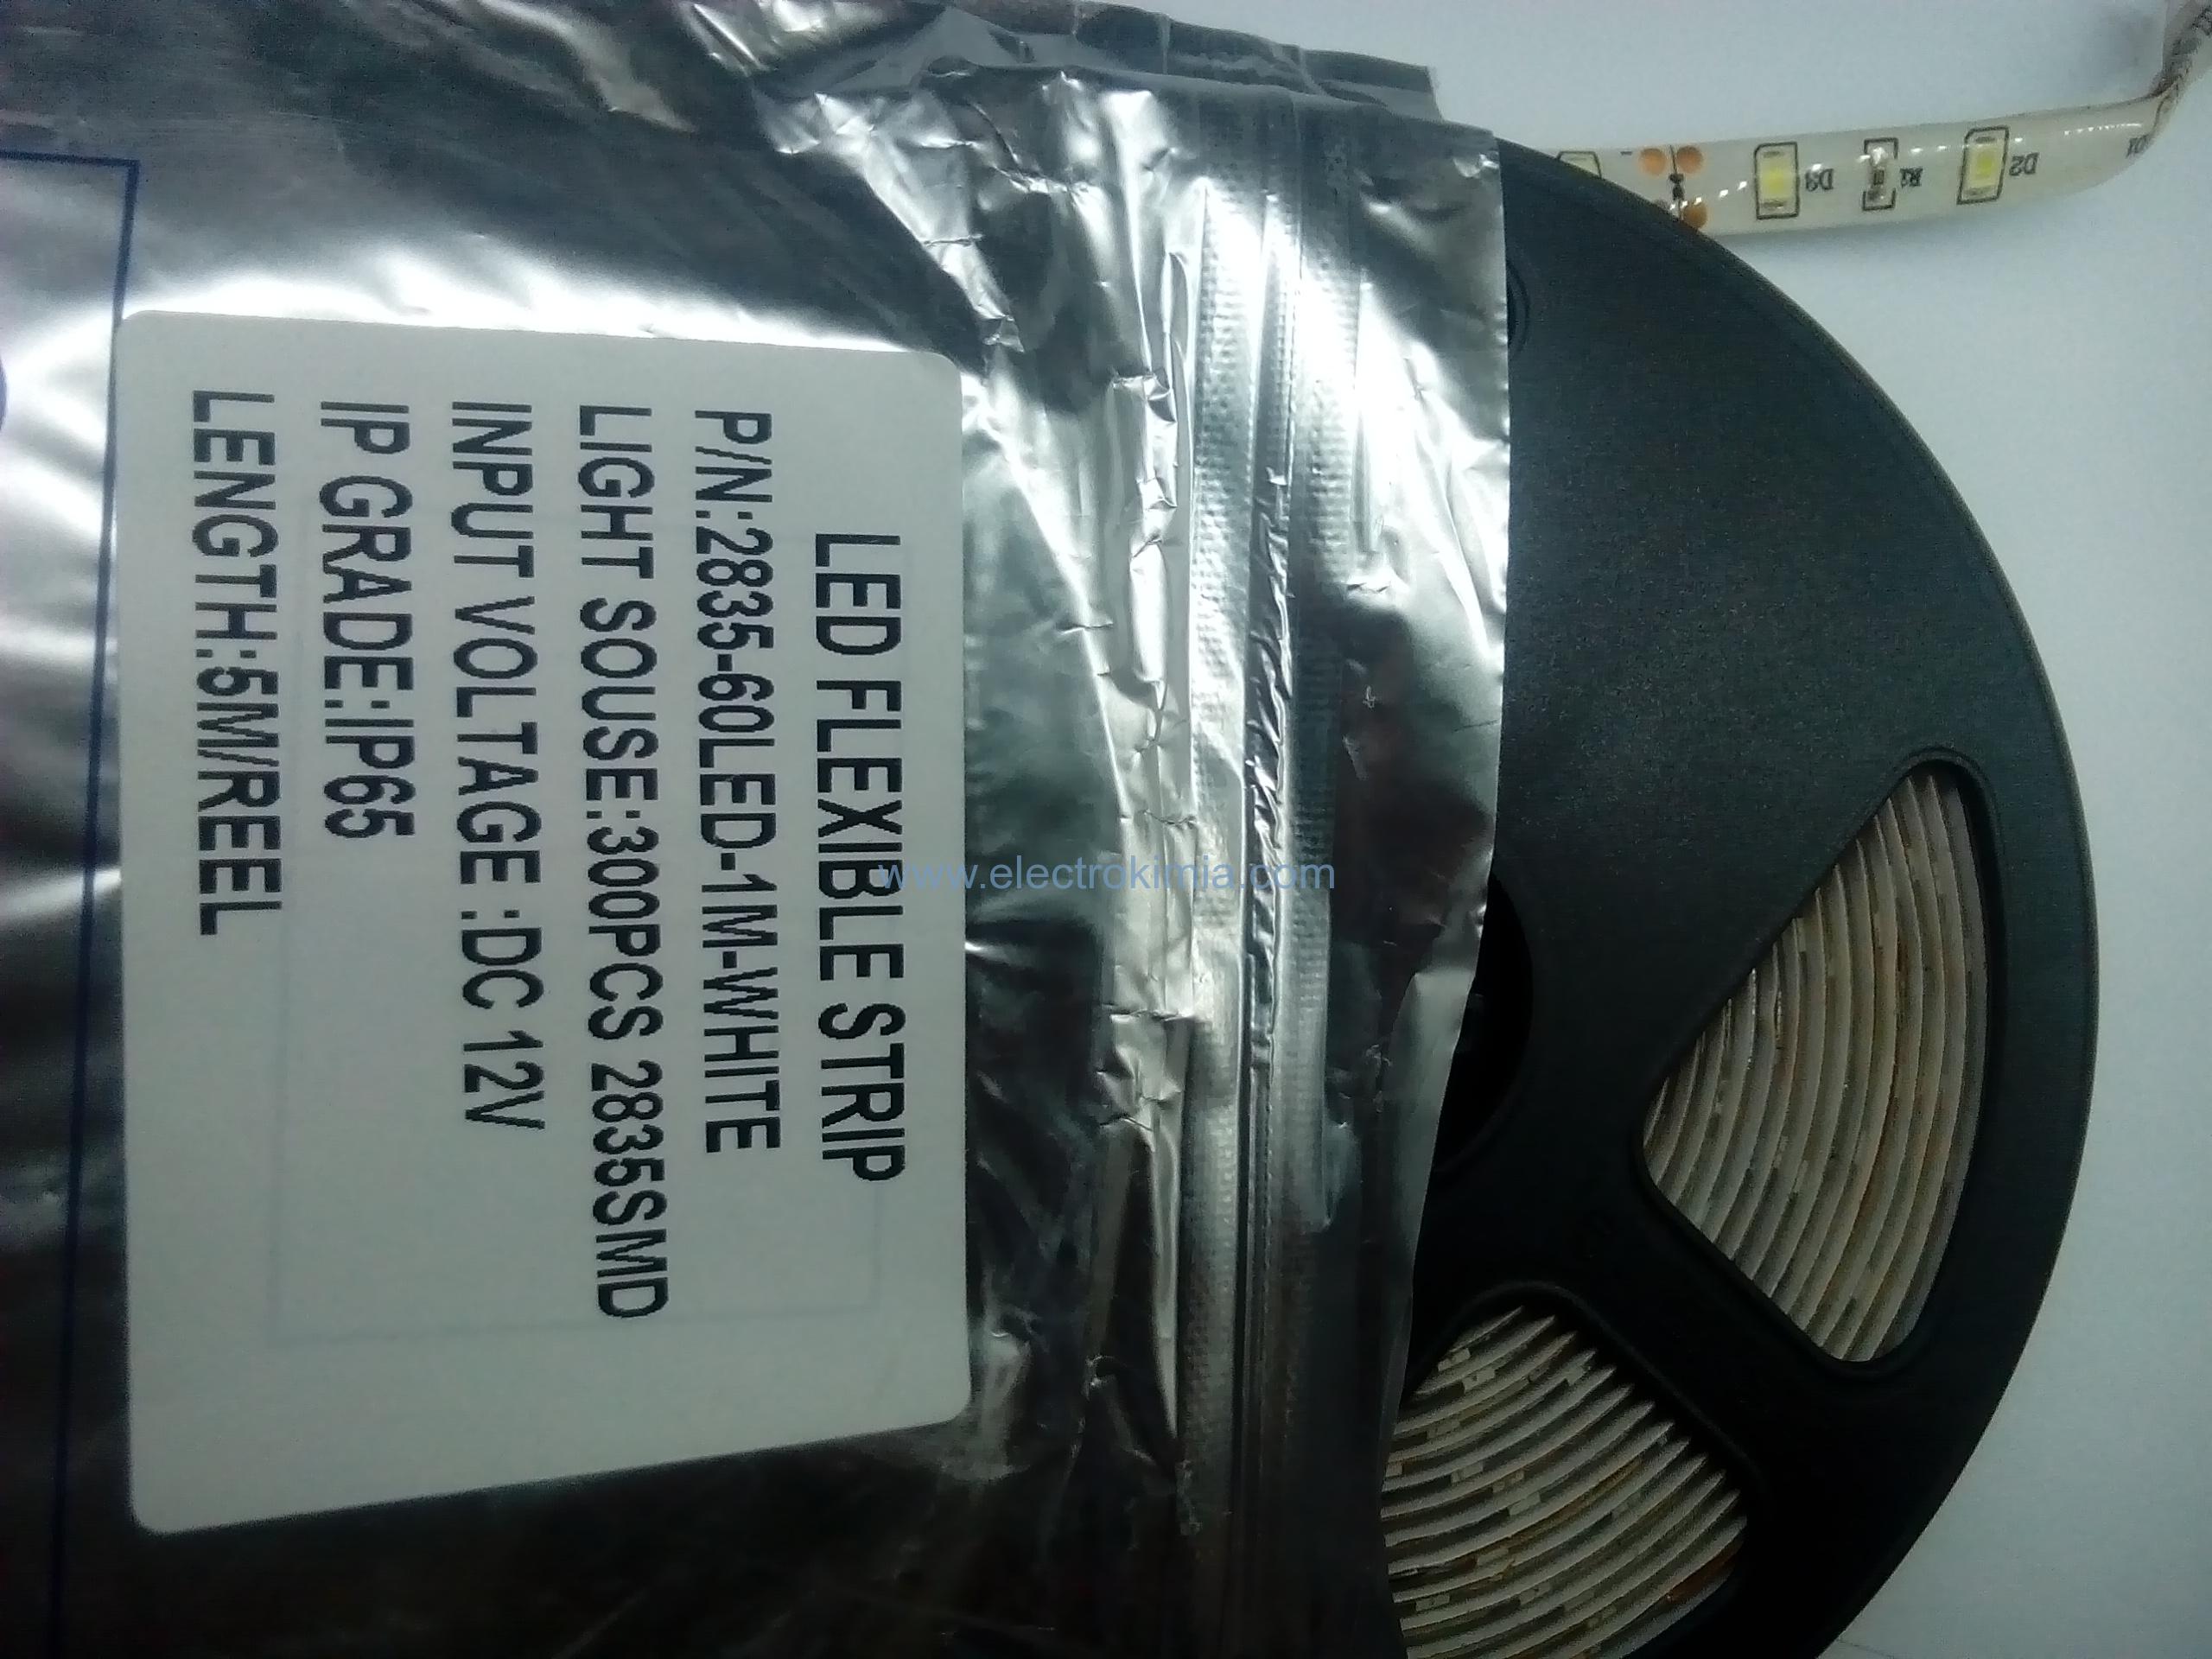 LED FLEXIBLE STRIP
P/N:2835-60LED-1M-WHITE
LIGHT SOUSE:300PCS 2835SMD
INPUT VOLTAGE :DC 12V
IP GRADE:IP65
LENGTH:5M/REEL
www.electrokimia.com
D3
R1
D2
D1